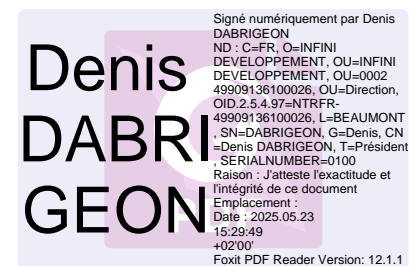 Denis
DABRI
GEON
Signé numériquement par Denis
DABRIGEON
ND : C=FR, O=INFINI
DEVELOPPEMENT, OU=INFINI
DEVELOPPEMENT, OU=0002
49909136100026, OU=Direction,
OID.2.5.4.97=NTRFR-
49909136100026, L=BEAUMONT
, SN=DABRIGEON, G=Denis, CN
=Denis DABRIGEON, T=Président
, SERIALNUMBER=0100
Raison : J'atteste l'exactitude et
l'intégrité de ce document
Emplacement :
Date : 2025.05.23
15:29:49
+02'00'
Foxit PDF Reader Version: 12.1.1